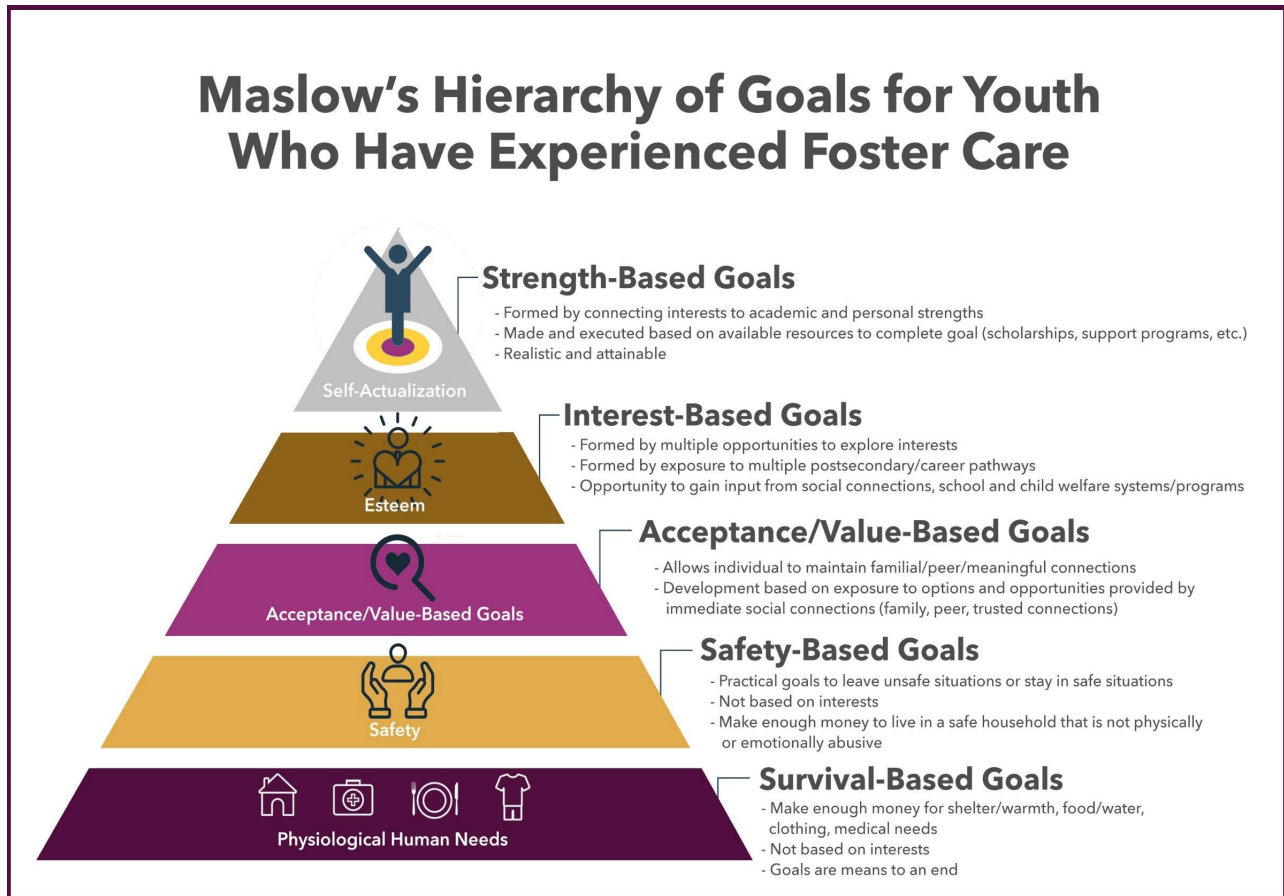 Maslow's Hierarchy of Goals for Youth
Who Have Experienced Foster Care
Strength-Based Goals
- Formed by connecting interests to academic and personal strengths
- Made and executed based on available resources to complete goal (scholarships, support programs, etc.)
- Realistic and attainable
Self-Actualization
Interest-Based Goals
- Formed by multiple opportunities to explore interests
- Formed by exposure to multiple postsecondary/career pathways
- Opportunity to gain input from social connections, school and child welfare systems/programs
Esteem
Acceptance/Value-Based Goals
- Allows individual to maintain familial/peer/meaningful connections
- Development based on exposure to options and opportunities provided by
immediate social connections (family, peer, trusted connections)
Acceptance/Value-Based Goals
Safety-Based Goals
- Practical goals to leave unsafe situations or stay in safe situations
- Not based on interests
- Make enough money to live in a safe household that is not physically
or emotionally abusive
Safety
Survival-Based Goals
- Make enough money for shelter/warmth, food/water,
clothing, medical needs
- Not based on interests
- Goals are means to an end
Physiological Human Needs